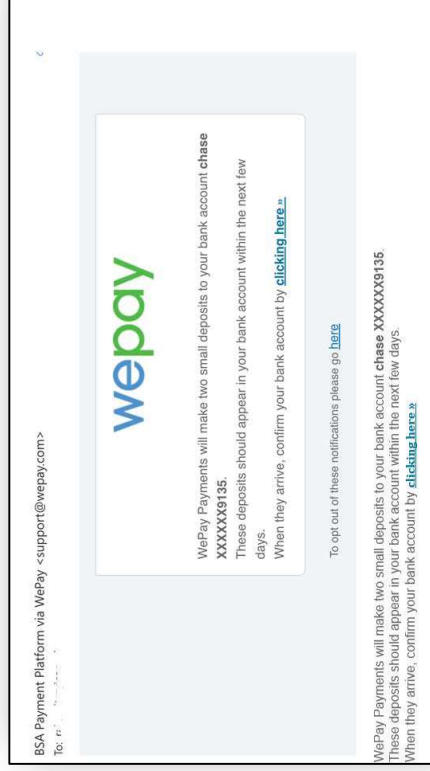 BSA Payment Platform via WePay <support@wepay.com>
To:
wepay
WePay Payments will make two small deposits to your bank account chase
XXXXXX9135.
These deposits should appear in your bank account within the next few
days.
When they arrive, confirm your bank account by clicking here »
To opt out of these notifications please go here
WePay Payments will make two small deposits to your bank account chase XXXXXX9135.
These deposits should appear in your bank account within the next few days.
When they arrive, confirm your bank account by clicking here »